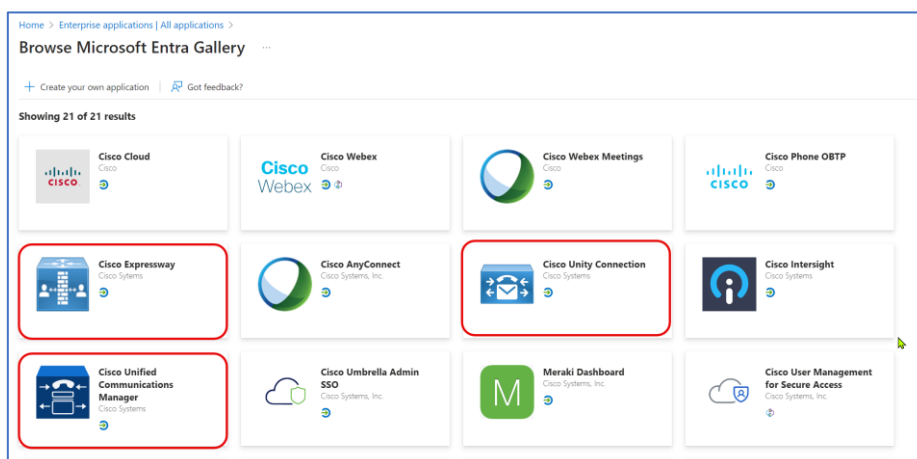 Home > Enterprise applications | All applications >
Browse Microsoft Entra Gallery ...
+ Create your own application | Got feedback?
Showing 21 of 21 results
CISCO
Cisco Cloud
Cisco
Cisco Webex
Cisco Webex
Cisco
Cisco Webex Meetings
Cisco
CISCO
Cisco Phone OBTP
Cisco
Cisco Expressway
Cisco Sytems
Cisco AnyConnect
Cisco Systems, Inc.
Cisco Unity Connection
Cisco Systems
Cisco Intersight
Cisco Systems
Cisco Unified
Communications
Manager
Cisco Systems
Cisco Umbrella Admin
SSO
Cisco Systems, Inc.
M
Meraki Dashboard
Cisco Systems, Inc.
Cisco User Management
for Secure Access
Cisco Systems, Inc.